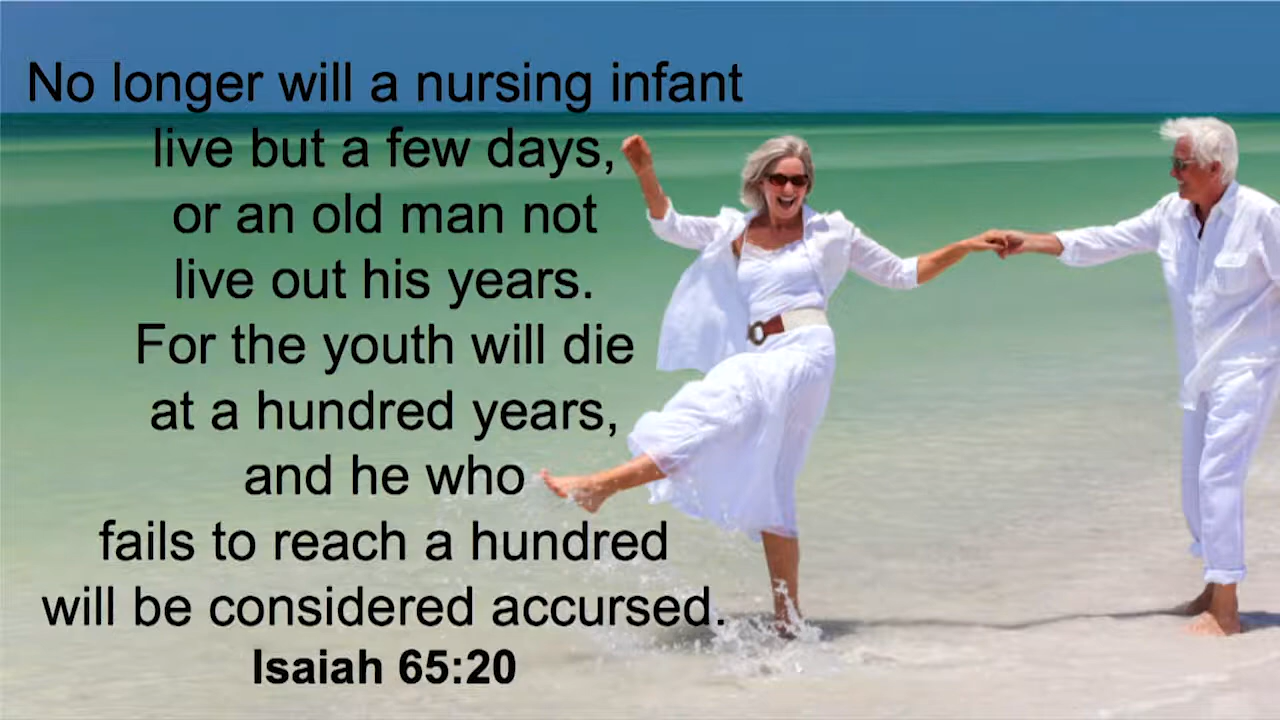 No longer will a nursing infant
live but a few days,
or an old man not
live out his years.
For the youth will die
at a hundred years,
and he who
fails to reach a hundred
will be considered accursed.
Isaiah 65:20